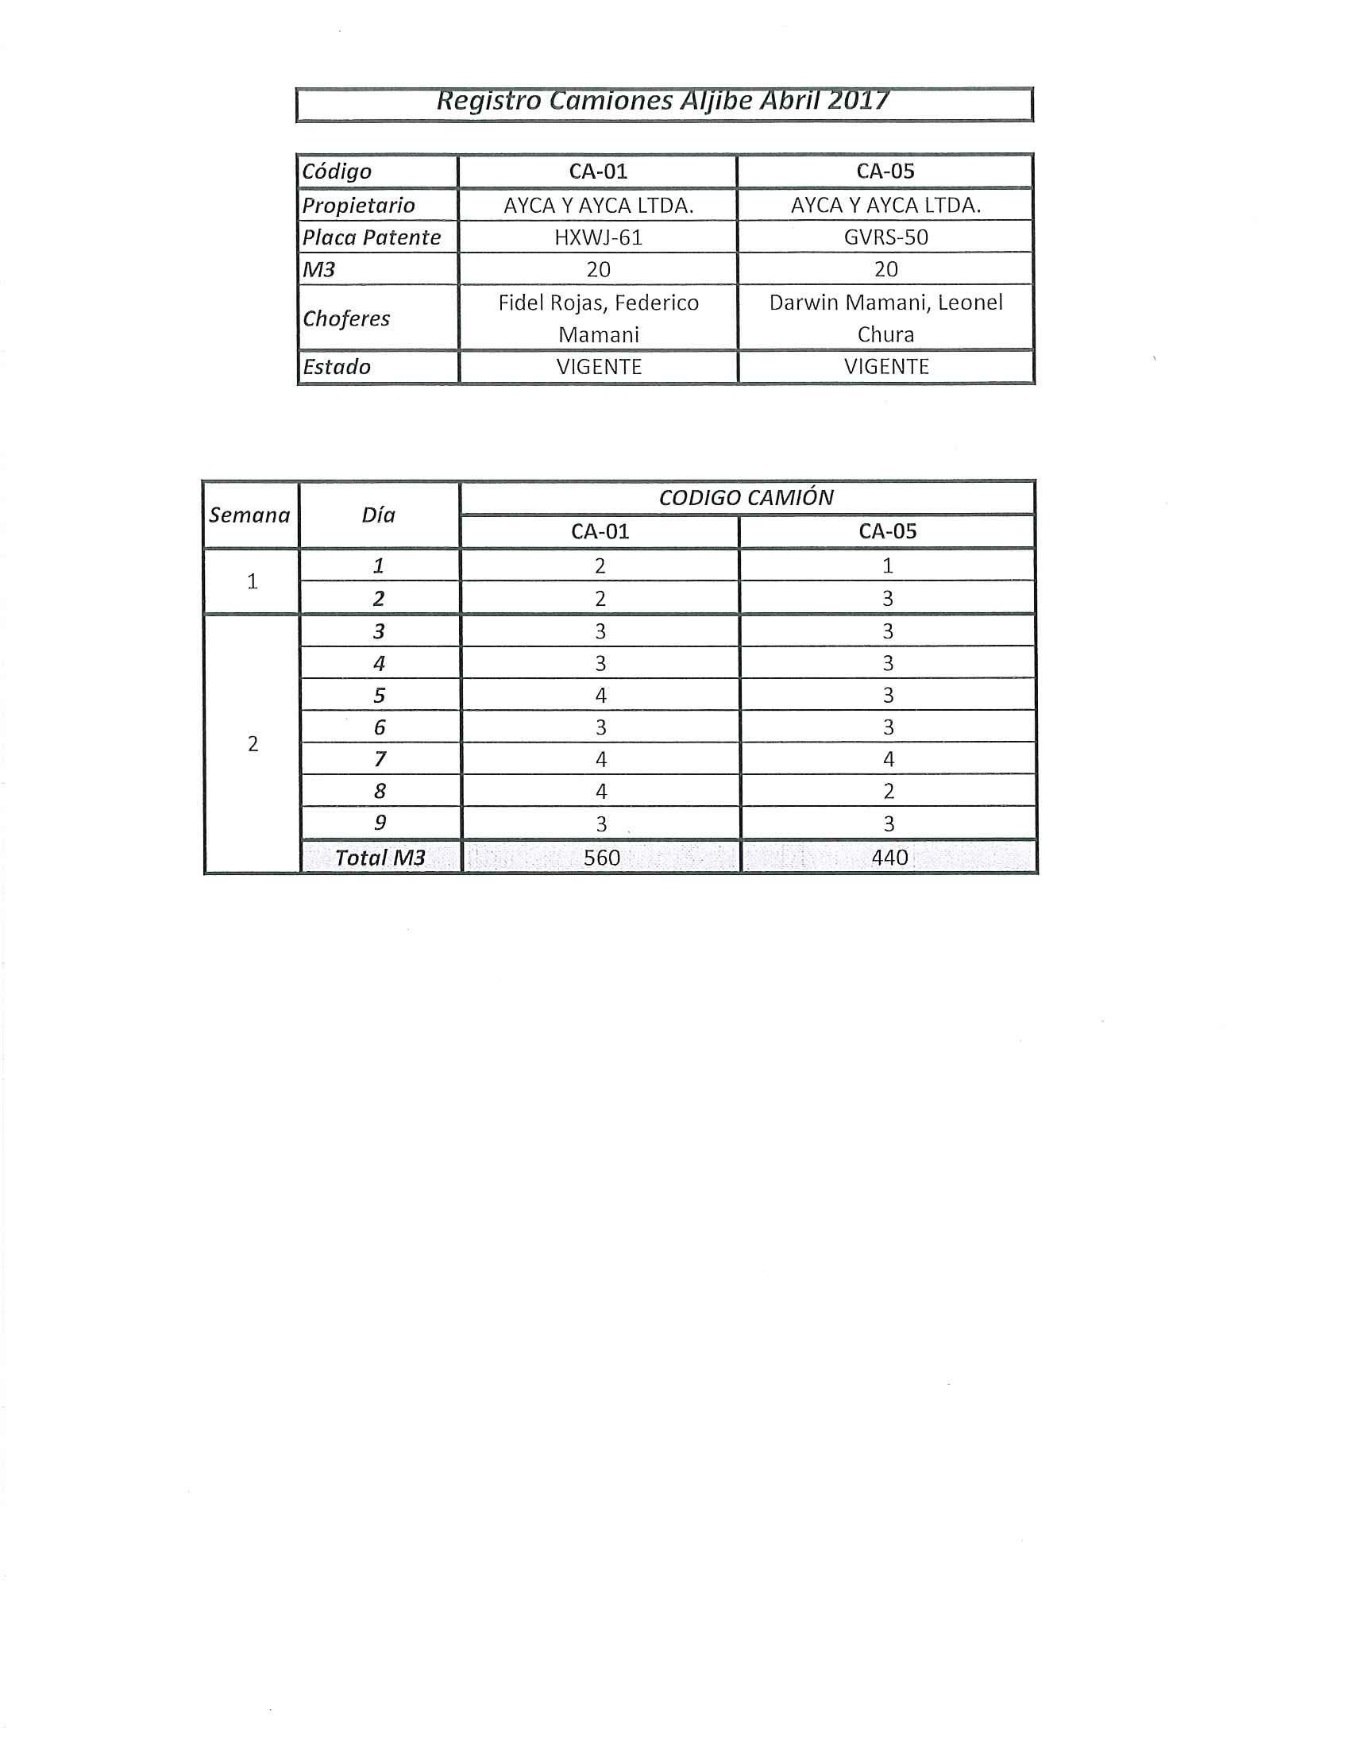 Registro Camiones Aljibe Abril 2017
Código CA-01 CA-05
Propietario AYCA Y AYCA LTDA. AYCA Y AYCA LTDA.
Placa Patente HXWJ-61 GVRS-50
M3 20 20
Choferes Fidel Rojas, Federico Mamani Darwin Mamani, Leonel Chura
Estado VIGENTE VIGENTE
Semana Día CODIGO CAMIÓN
CA-01 CA-05
1 1 2 1
2 2 3
2 3 3 3
4 3 3
5 4 3
6 3 3
7 4 4
8 4 2
9 3 3
Total M3 560 440